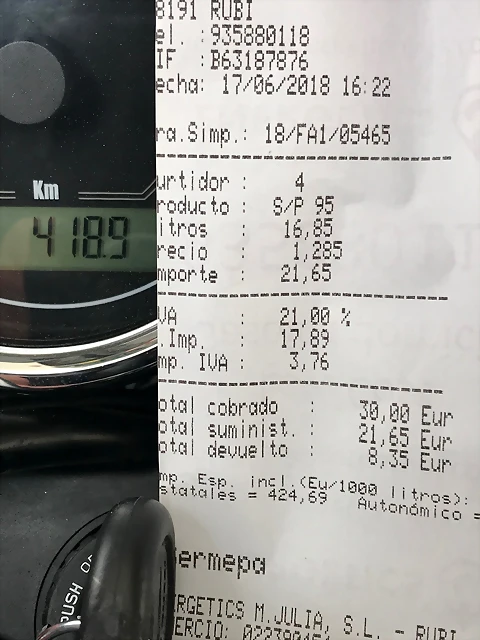 8191 RUBI
el. :935880118
IF : B63187876
echa: 17/06/2018 16:22
ra.Simp.: 18/FA1/05465
urtidor : 4
roducto : S/P 95
itros : 16,85
recio : 1,285
mporte : 21,65
VA : 21,00 %
Imp. : 17,89
mp. IVA : 3,76
otal cobrado : 30,00 Eur
otal suminist. : 21,65 Eur
otal devuelto : 8,35 Eur
mp. Esp. incl.(Eu/1000 litros):
statales = 424,69 Autonómico =
sermepa
ERGETICS M.JULIA, S.L. - RUBI
ERCIO:
Km
418.9
PUSH